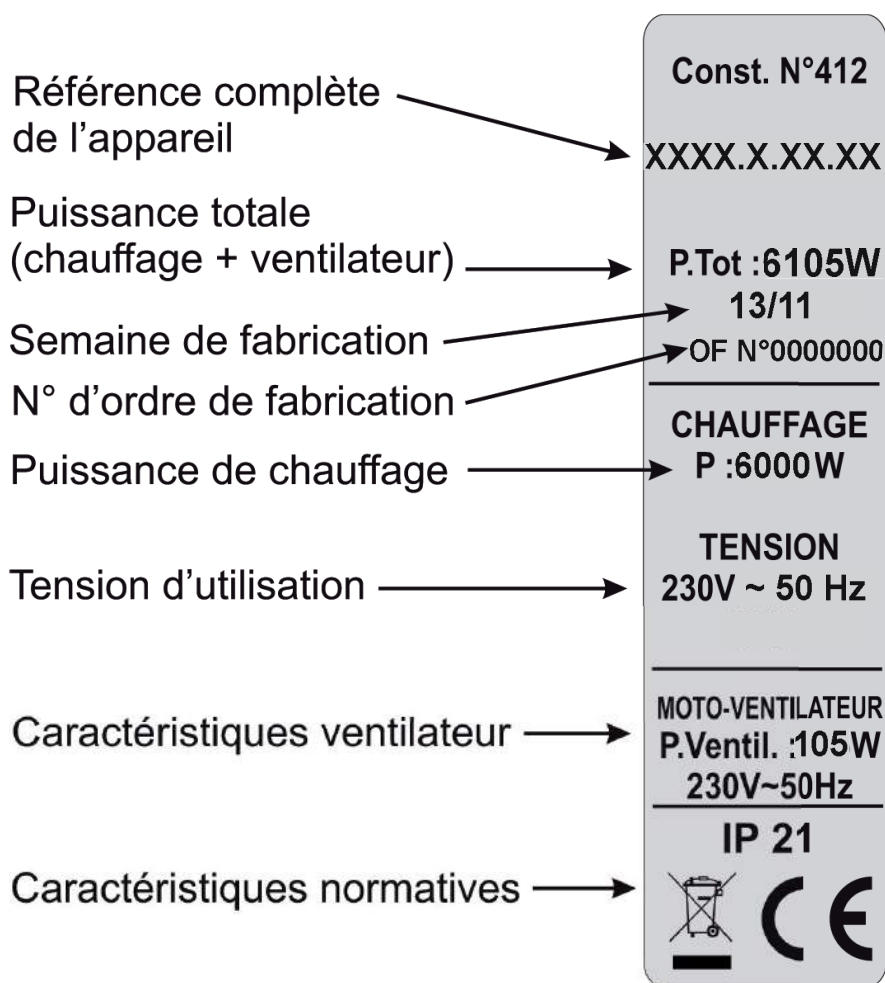 Référence complète
de l'appareil
Puissance totale
(chauffage + ventilateur)
Semaine de fabrication
N° d'ordre de fabrication
Puissance de chauffage
Tension d'utilisation
Caractéristiques ventilateur
Caractéristiques normatives
Const. N°412
XXXX.X.XX.XX
P.Tot :6105W
13/11
OF N°0000000
CHAUFFAGE
P :6000W
TENSION
230V ~ 50 Hz
MOTO-VENTILATEUR
P.Ventil. :105W
230V~50Hz
IP 21
CE